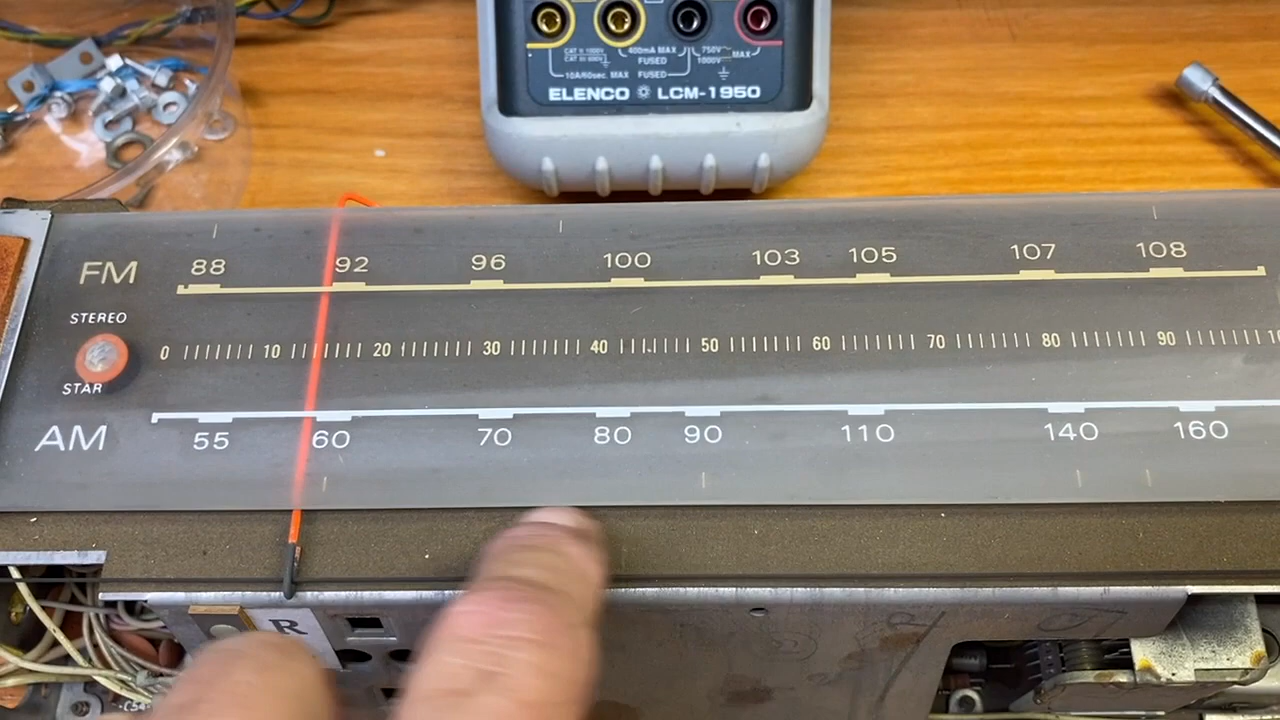 CAT II 1000V
CAT III 600V
400mA MAX
FUSED
750V~
1000V⎓ MAX
10A/60sec. MAX
FUSED
ELENCO LCM-1950
FM
88 92 96 100 103 105 107 108
STEREO
STAR
0 10 20 30 40 50 60 70 80 90
AM
55 60 70 80 90 110 140 160
R